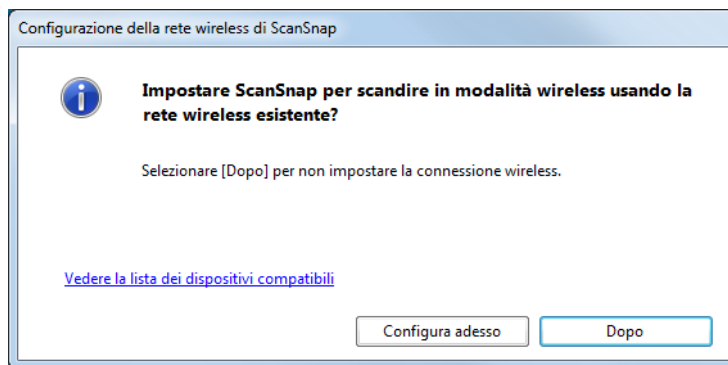 Configurazione della rete wireless di ScanSnap
Impostare ScanSnap per scandire in modalità wireless usando la
rete wireless esistente?
Selezionare [Dopo] per non impostare la connessione wireless.
Vedere la lista dei dispositivi compatibili
Configura adesso
Dopo